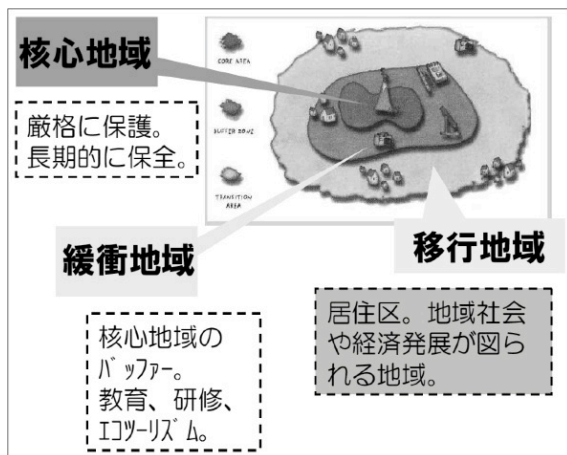 核心地域
厳格に保護。
長期的に保全。
CORE AREA
BUFFER ZONE
TRANSITION
AREA
緩衝地域
核心地域の
ﾊﾞｯﾌｧｰ。
教育、研修、
ｴｺﾂｰﾘｽﾞﾑ。
移行地域
居住区。地域社会
や経済発展が図ら
れる地域。